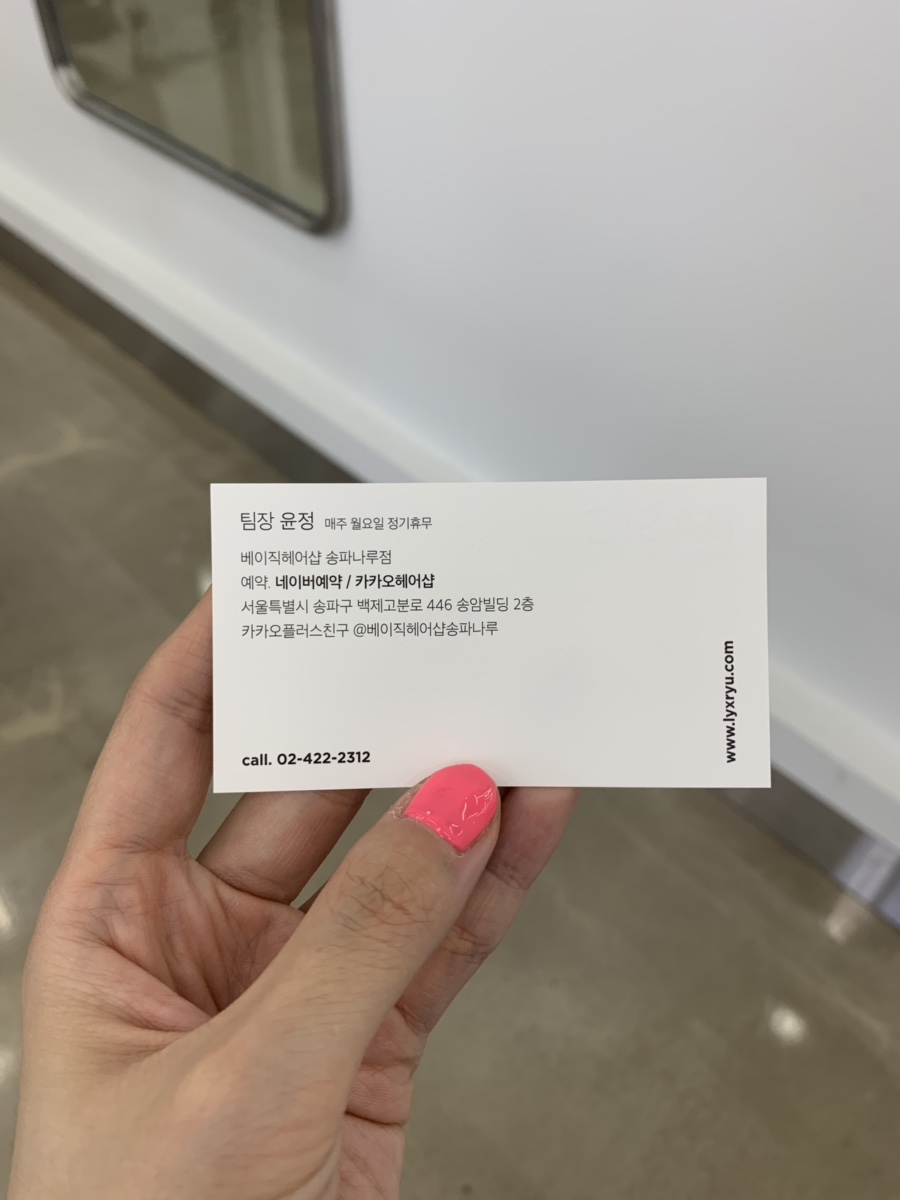 팀장 윤정 매주 월요일 정기휴무
베이직헤어샵 송파나루점
예약. 네이버예약 / 카카오헤어샵
서울특별시 송파구 백제고분로 446 송암빌딩 2층
카카오플러스친구 @베이직헤어샵송파나루
call. 02-422-2312
www.lyxryu.com